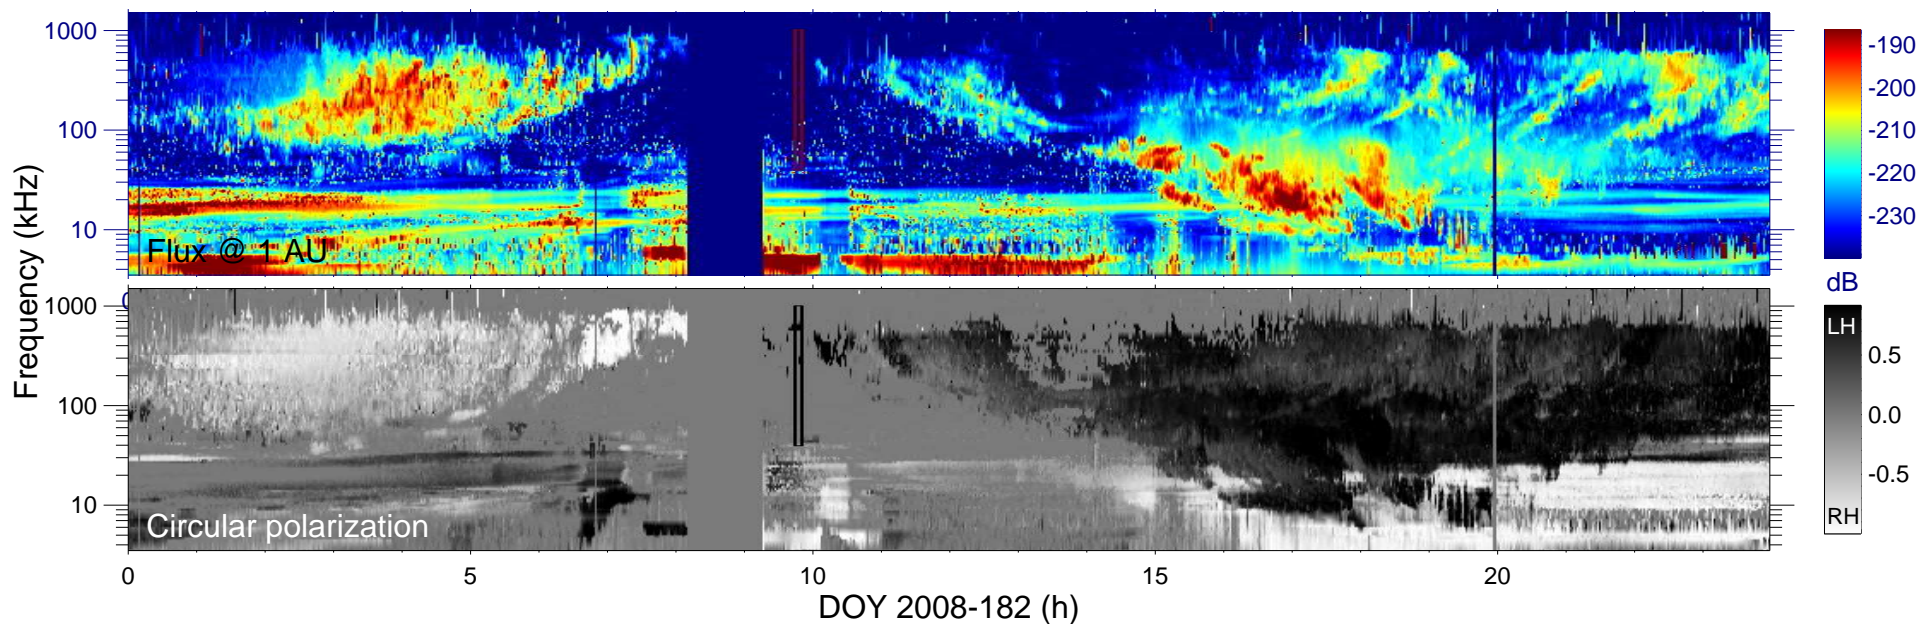 1000
100
10
Flux @ 1 AU
-190
-200
-210
-220
-230
dB
0
Frequency (kHz)
1000
100
10
Circular polarization
LH
0.5
0.0
-0.5
RH
0 5 10 15 20
DOY 2008-182 (h)